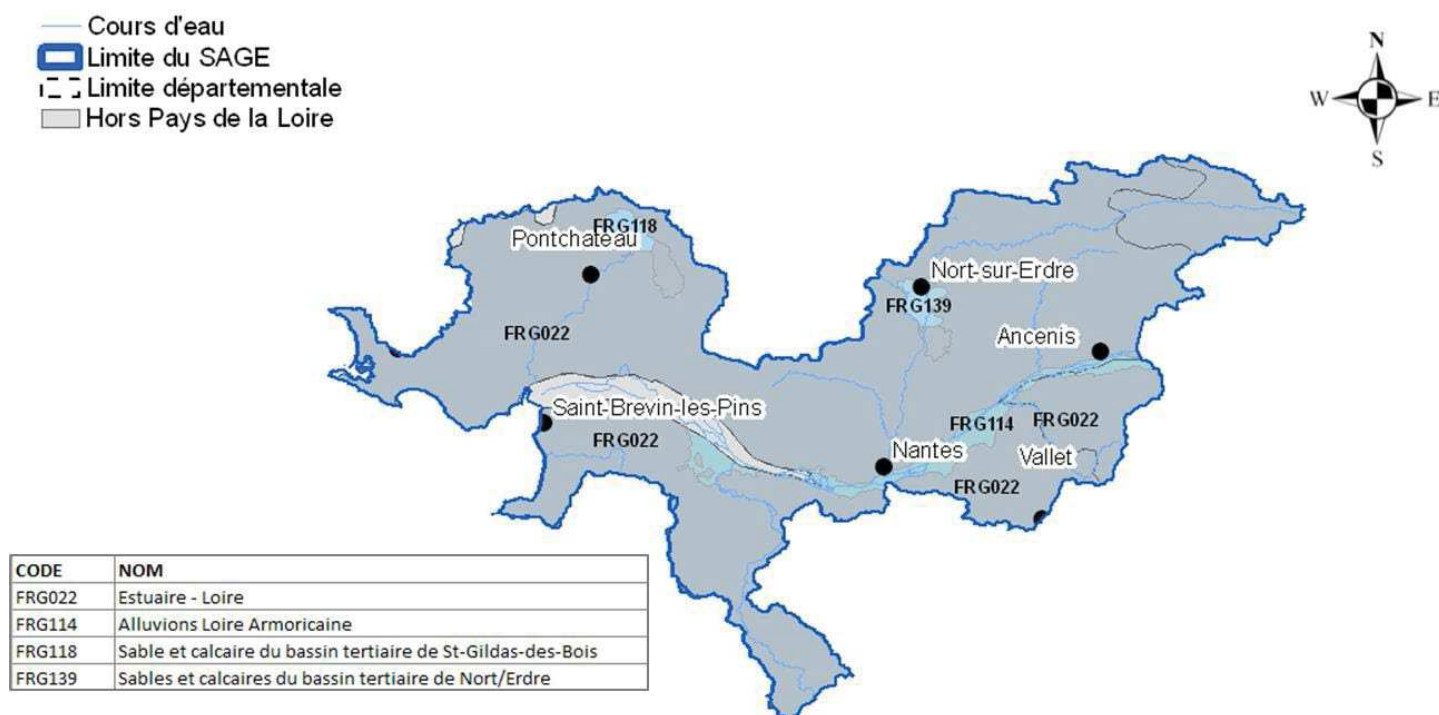 Cours d'eau
Limite du SAGE
Limite départementale
Hors Pays de la Loire
N
W E
S
FRG118
Pontchateau
Nort-sur-Erdre
FRG139
FRG022
Ancenis
Saint-Brevin-les-Pins
FRG114
FRG022
FRG022
Nantes
Vallet
FRG022
CODE NOM
FRG022 Estuaire - Loire
FRG114 Alluvions Loire Armoricaine
FRG118 Sable et calcaire du bassin tertiaire de St-Gildas-des-Bois
FRG139 Sables et calcaires du bassin tertiaire de Nort/Erdre